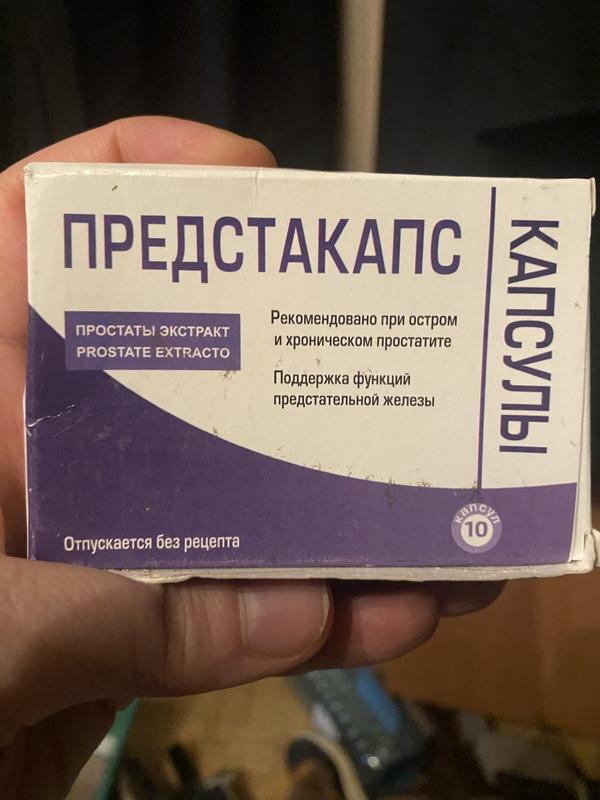 ПРЕДСТАКАПС
КАПСУЛЫ
ПРОСТАТЫ ЭКСТРАКТ
PROSTATE EXTRACTO
Рекомендовано при остром
и хроническом простатите
Поддержка функций
предстательной железы
Отпускается без рецепта
капсул
10